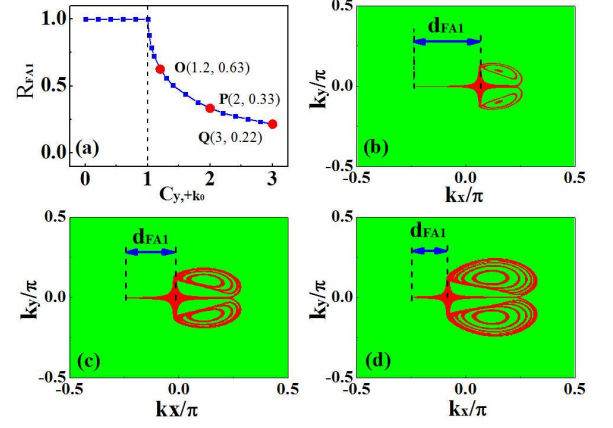 1.0
0.5
0.0
R_FA1
O(1.2, 0.63)
P(2, 0.33)
Q(3, 0.22)
(a)
0 1 2 3
C_y,+k₀
0.5
0.0
-0.5
k_y/π
d_FA1
(b)
-0.5 0.0 0.5
k_x/π
0.5
0.0
-0.5
k_y/π
d_FA1
(c)
-0.5 0.0 0.5
kx/π
0.5
0.0
-0.5
k_y/π
d_FA1
(d)
-0.5 0.0 0.5
k_x/π